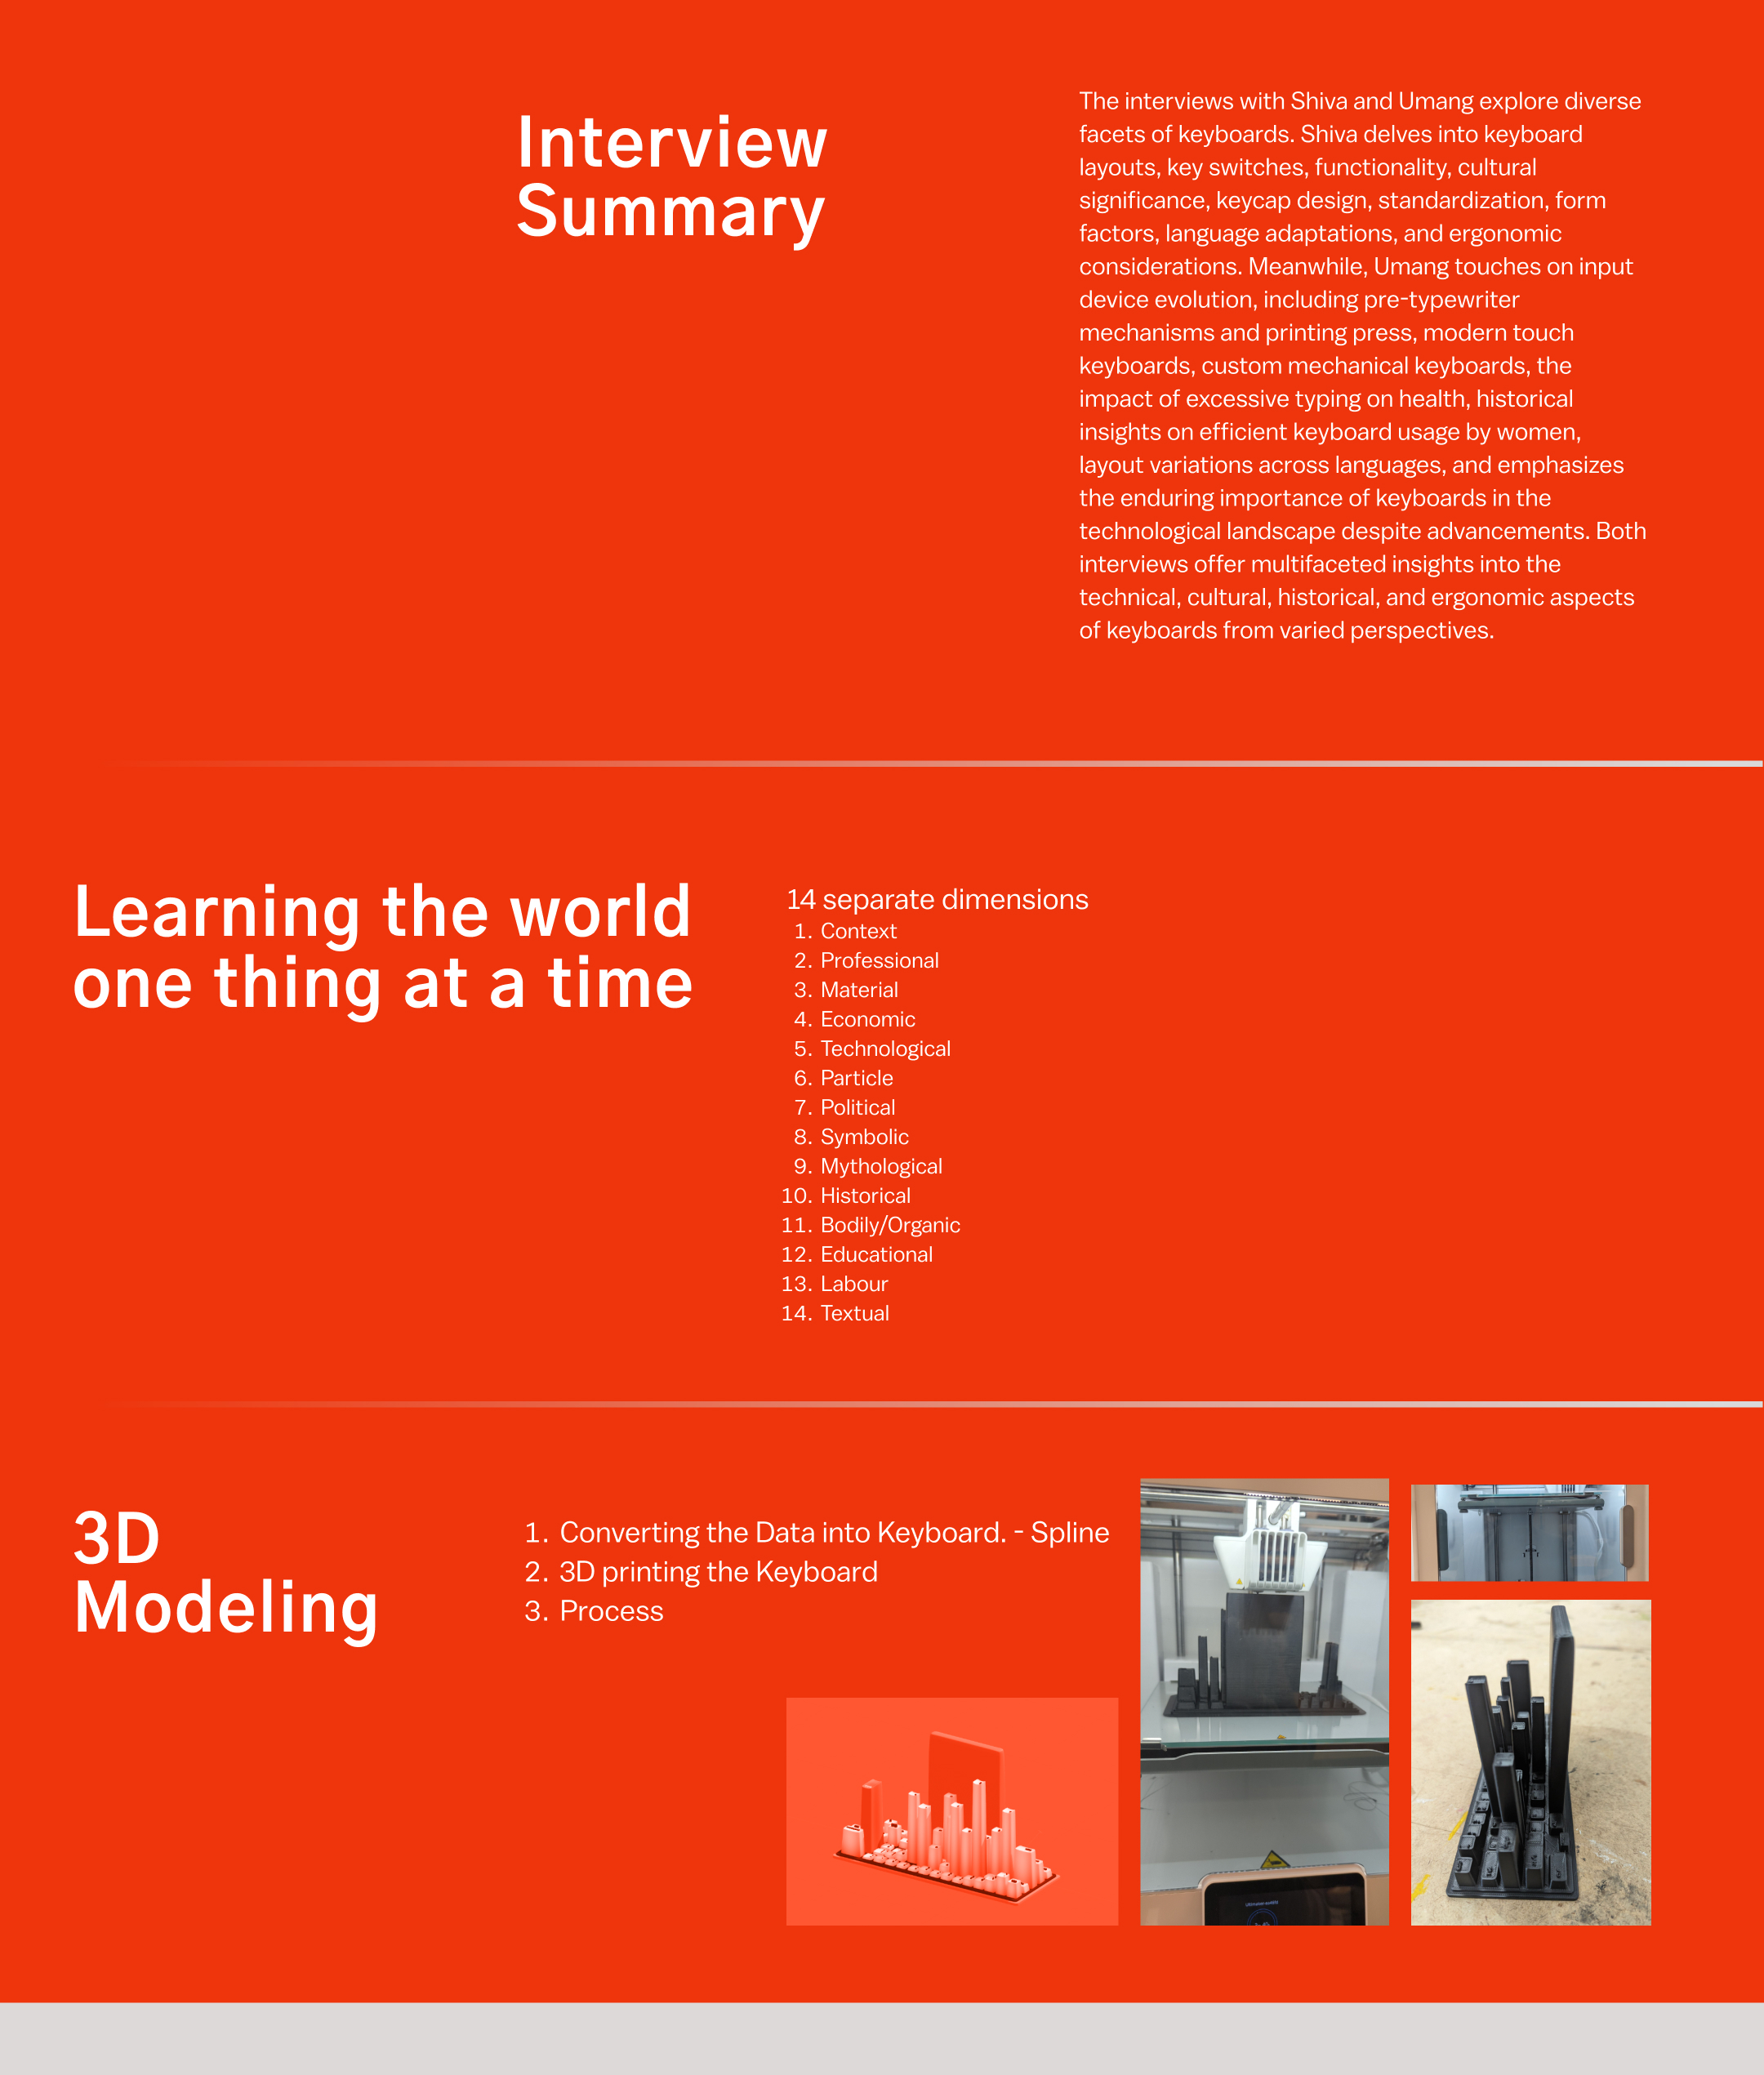 Interview
Summary
The interviews with Shiva and Umang explore diverse
facets of keyboards. Shiva delves into keyboard
layouts, key switches, functionality, cultural
significance, keycap design, standardization, form
factors, language adaptations, and ergonomic
considerations. Meanwhile, Umang touches on input
device evolution, including pre-typewriter
mechanisms and printing press, modern touch
keyboards, custom mechanical keyboards, the
impact of excessive typing on health, historical
insights on efficient keyboard usage by women,
layout variations across languages, and emphasizes
the enduring importance of keyboards in the
technological landscape despite advancements. Both
interviews offer multifaceted insights into the
technical, cultural, historical, and ergonomic aspects
of keyboards from varied perspectives.
Learning the world
one thing at a time
14 separate dimensions
1. Context
2. Professional
3. Material
4. Economic
5. Technological
6. Particle
7. Political
8. Symbolic
9. Mythological
10. Historical
11. Bodily/Organic
12. Educational
13. Labour
14. Textual
3D
Modeling
1. Converting the Data into Keyboard. - Spline
2. 3D printing the Keyboard
3. Process